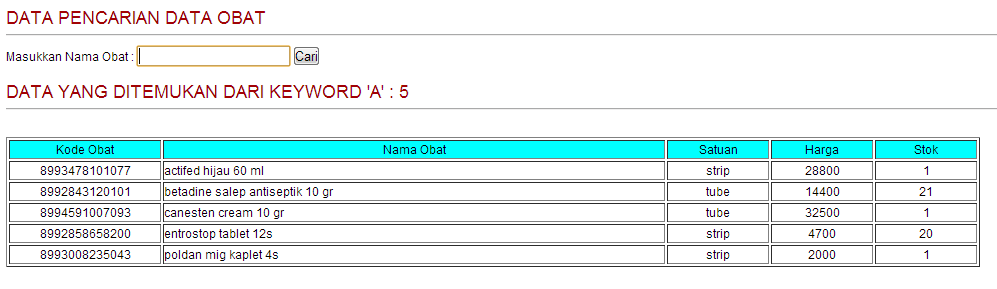 DATA PENCARIAN DATA OBAT
Masukkan Nama Obat : Cari
DATA YANG DITEMUKAN DARI KEYWORD 'A' : 5
Kode Obat Nama Obat Satuan Harga Stok
8993478101077 actifed hijau 60 ml strip 28800 1
8992843120101 betadine salep antiseptik 10 gr tube 14400 21
8994591007093 canesten cream 10 gr tube 32500 1
8992858658200 entrostop tablet 12s strip 4700 20
8993008235043 poldan mig kaplet 4s strip 2000 1